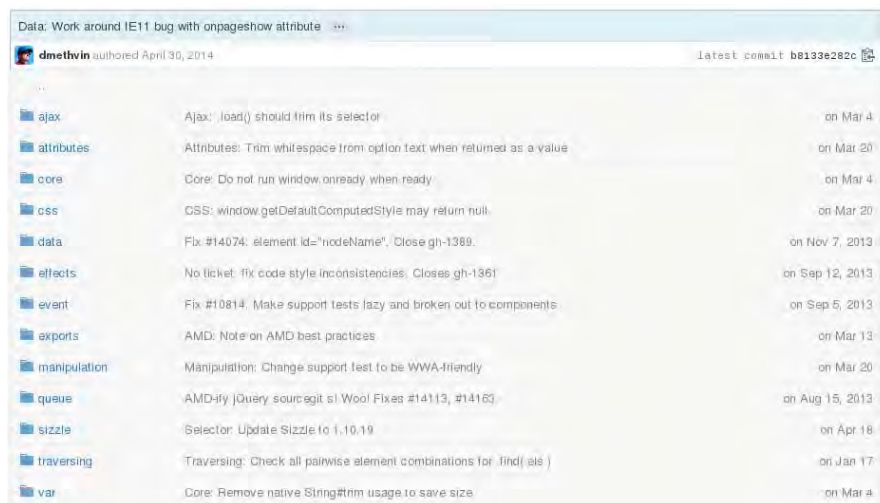 Data: Work around IE11 bug with onpageshow attribute ...
dmethvin authored April 30, 2014 latest commit b8133e282c
..
ajax Ajax: .load() should trim its selector on Mar 4
attributes Attributes: Trim whitespace from option text when returned as a value on Mar 20
core Core: Do not run window.onready when ready on Mar 4
css CSS: window.getDefaultComputedStyle may return null on Mar 20
data Fix #14074: element id="nodeName". Close gh-1389. on Nov 7, 2013
effects No ticket: fix code style inconsistencies. Closes gh-1361 on Sep 12, 2013
event Fix #10814. Make support tests lazy and broken out to components on Sep 5, 2013
exports AMD: Note on AMD best practices on Mar 13
manipulation Manipulation: Change support test to be WWA-friendly on Mar 20
queue AMD-ify jQuery sourcegit s! Woo! Fixes #14113, #14163. on Aug 15, 2013
sizzle Selector: Update Sizzle to 1.10.19 on Apr 18
traversing Traversing: Check all pairwise element combinations for .find( els ) on Jan 17
var Core: Remove native String#trim usage to save size on Mar 4